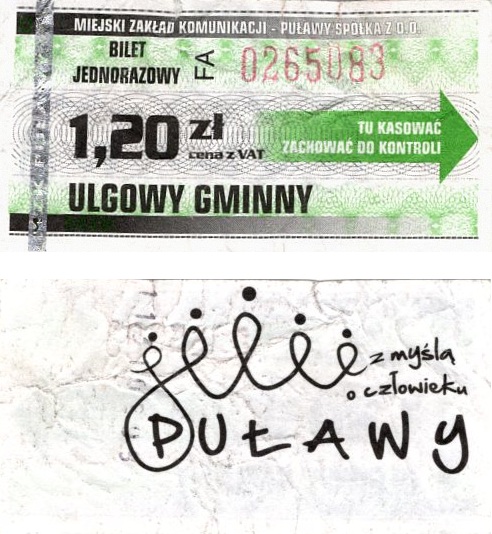 MIEJSKI ZAKŁAD KOMUNIKACJI - PUŁAWY SPÓŁKA Z O.O.
BILET
JEDNORAZOWY
FA
0265083
1,20 zł
cena z VAT
TU KASOWAĆ
ZACHOWAĆ DO KONTROLI
ULGOWY GMINNY
z myślą
o człowieku
PUŁAWY